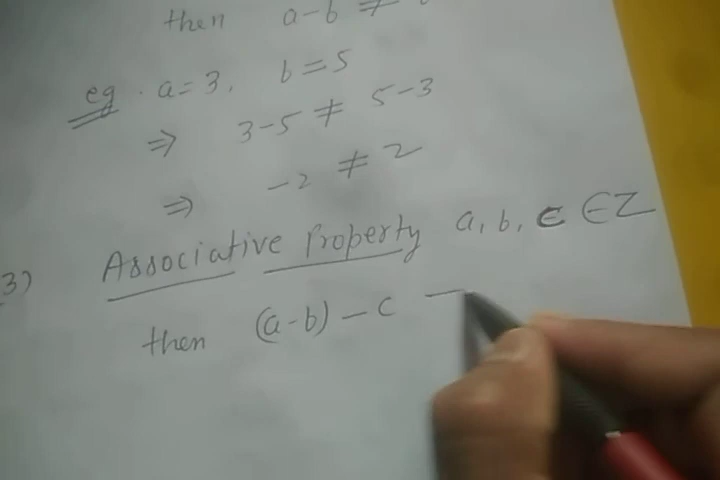 then a-b ≠
eg. a=3, b=5
⇒ 3-5 ≠ 5-3
⇒ -2 ≠ 2
3) Associative Property a, b, c ∈ Z
then (a-b) - c —